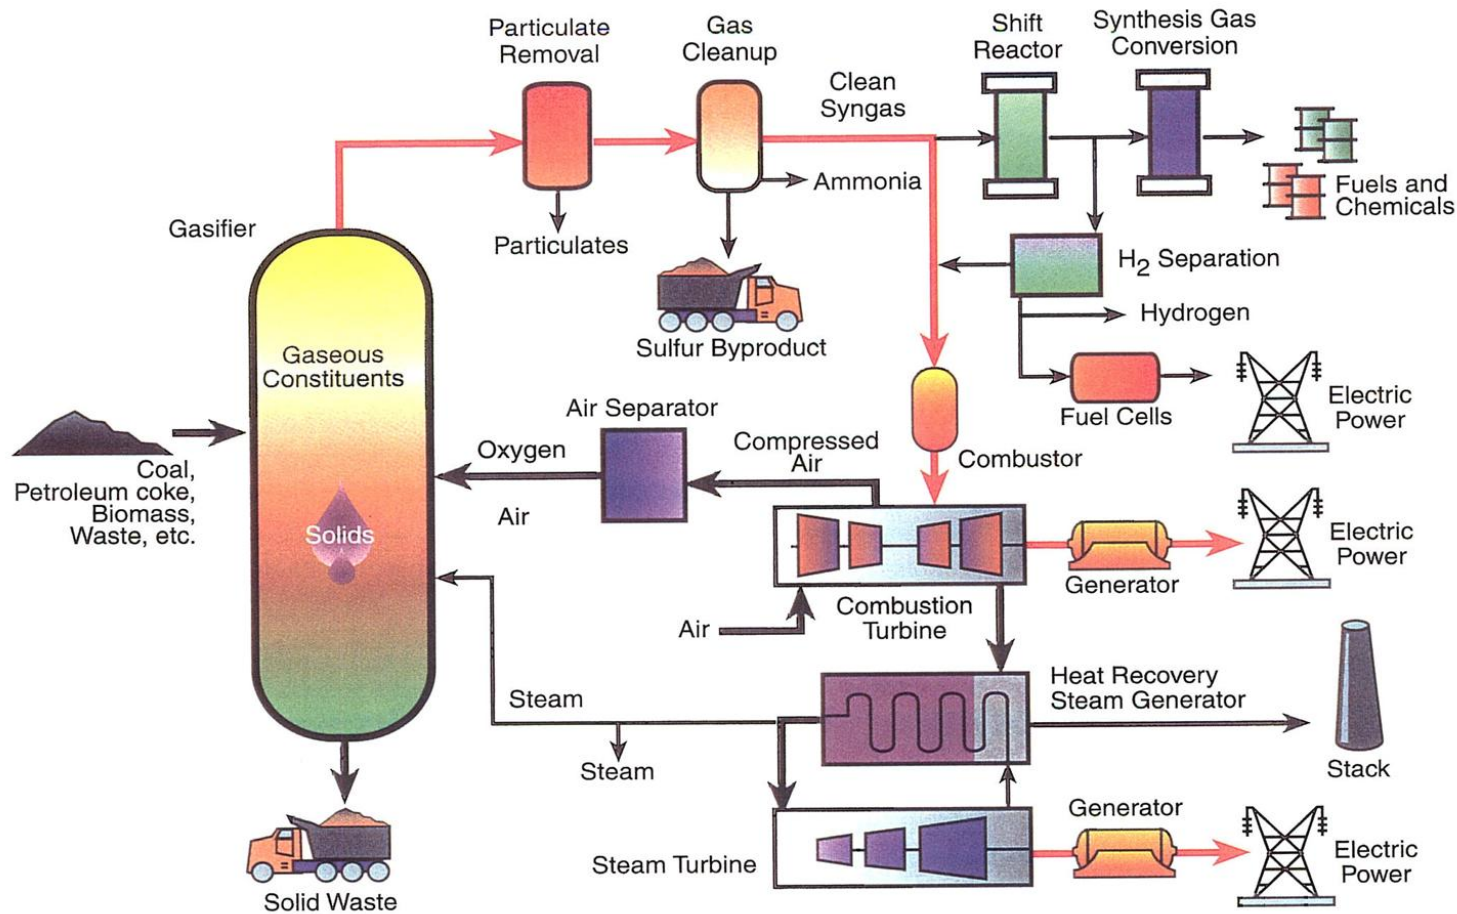 Particulate
Removal
Gas
Cleanup
Shift
Reactor
Synthesis Gas
Conversion
Clean
Syngas
Ammonia
Fuels and
Chemicals
Gasifier
Particulates
H2 Separation
Hydrogen
Sulfur Byproduct
Gaseous
Constituents
Air Separator
Fuel Cells
Electric
Power
Oxygen
Compressed
Air
Combustor
Coal,
Petroleum coke,
Biomass,
Waste, etc.
Air
Solids
Electric
Power
Generator
Air
Combustion
Turbine
Steam
Heat Recovery
Steam Generator
Steam
Stack
Generator
Steam Turbine
Electric
Power
Solid Waste